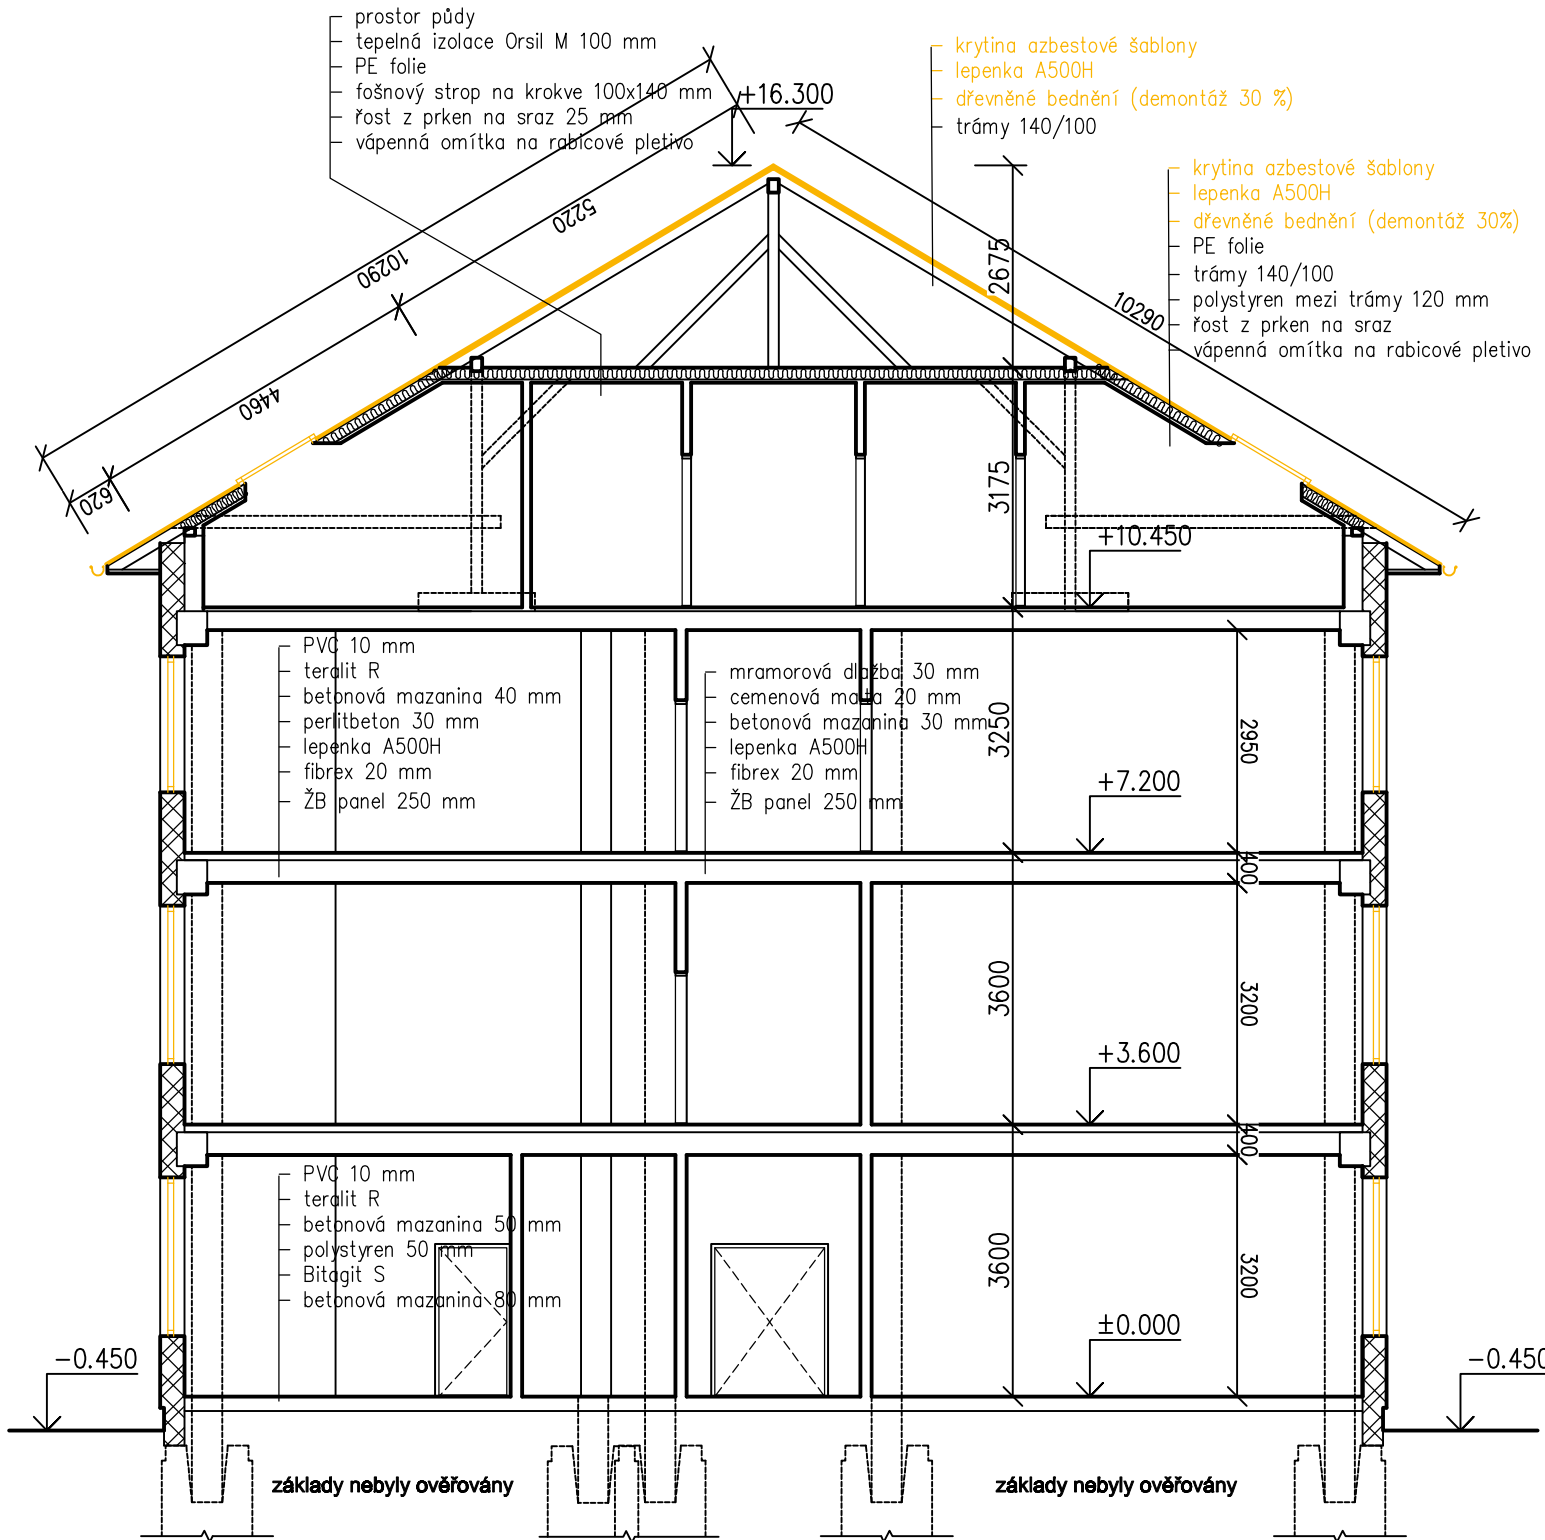 prostor půdy
tepelná izolace Orsil M 100 mm
PE folie
fošnový strop na krokve 100x140 mm
řost z prken na sraz 25 mm
vápenná omítka na rabicové pletivo
krytina azbestové šablony
lepenka A500H
dřevněné bednění (demontáž 30 %)
trámy 140/100
krytina azbestové šablony
lepenka A500H
dřevněné bednění (demontáž 30%)
PE folie
trámy 140/100
polystyren mezi trámy 120 mm
řost z prken na sraz
vápenná omítka na rabicové pletivo
+16.300
5220
10290
4460
620
2675
10290
3175
+10.450
PVC 10 mm
teralit R
betonová mazanina 40 mm
perlitbeton 30 mm
lepenka A500H
fibrex 20 mm
ŽB panel 250 mm
mramorová dlažba 30 mm
cemenová malta 20 mm
betonová mazanina 30 mm
lepenka A500H
fibrex 20 mm
ŽB panel 250 mm
3250
2950
+7.200
400
3600
3200
+3.600
400
PVC 10 mm
teralit R
betonová mazanina 50 mm
polystyren 50 mm
Bitagit S
betonová mazanina 80 mm
3600
3200
±0.000
-0.450
-0.450
základy nebyly ověřovány
základy nebyly ověřovány